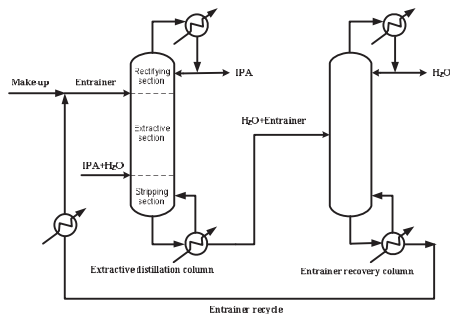 Rectifying
section
IPA
H₂O
Make-up
Entrainer
Extractive
section
H₂O+Entrainer
IPA+H₂O
Stripping
section
Extractive distillation column
Entrainer recovery column
Entrainer recycle